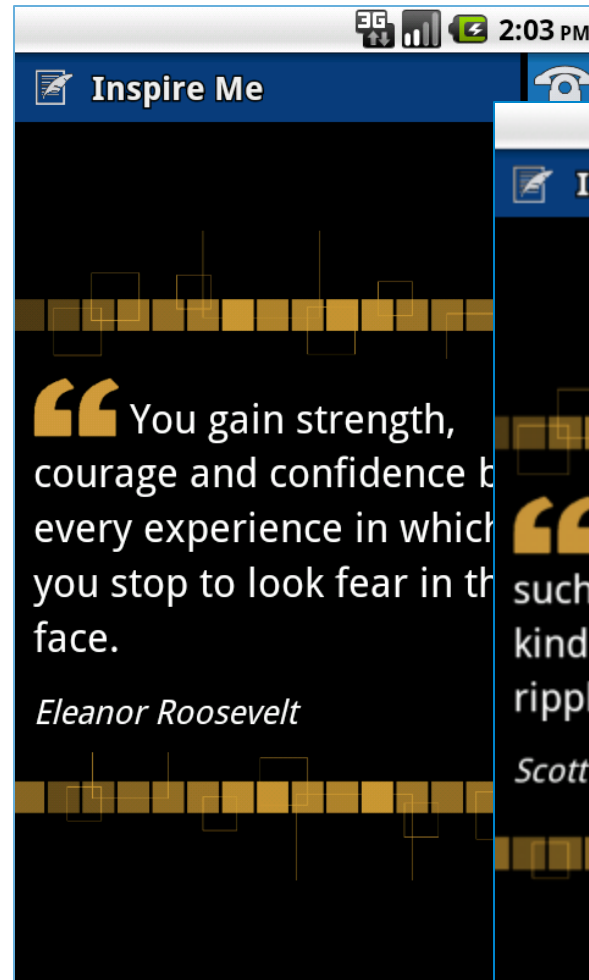 3G 2:03 PM
Inspire Me
“ You gain strength,
courage and confidence b
every experience in which
you stop to look fear in th
face.
Eleanor Roosevelt
I
“
such
kind
rippl
Scott